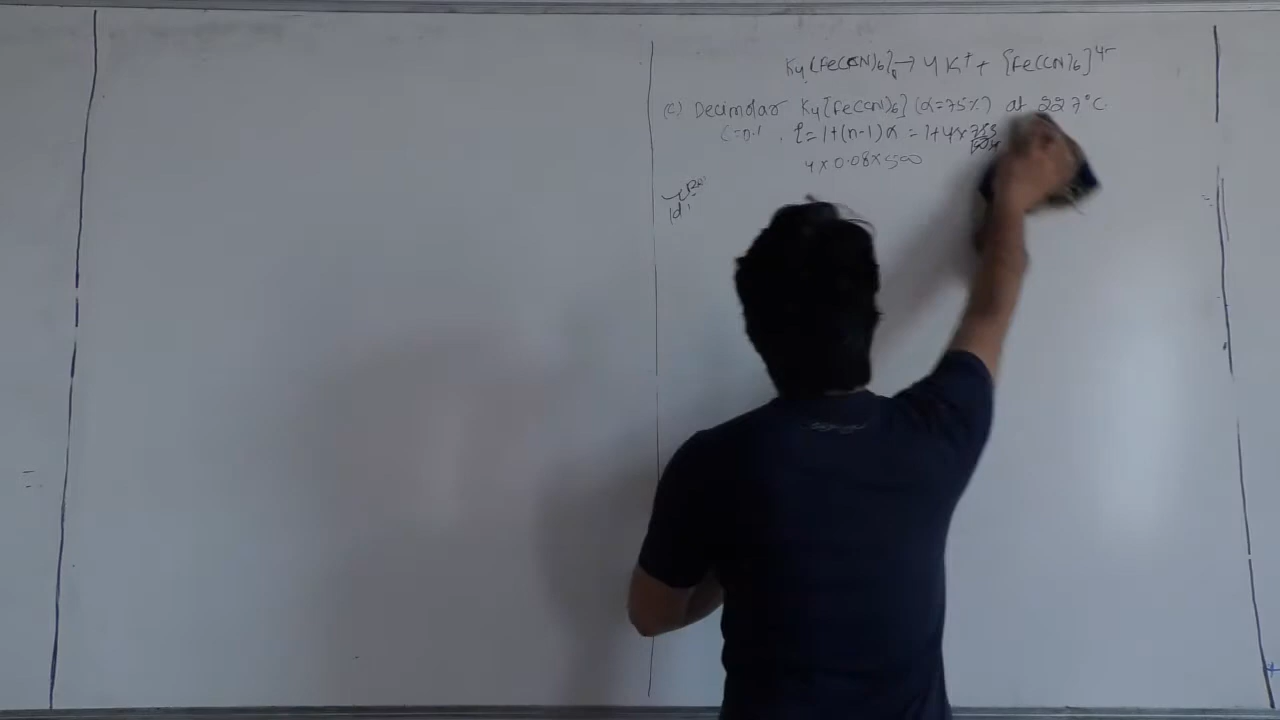 K₄[Fe(CN)₆] → 4K⁺ + [Fe(CN)₆]⁴⁻
(c) Decimolar K₄[Fe(CN)₆] (α=75%) at 227°C.
C=0.1 . i = 1+(n-1)α = 1+4×
4×0.08×500
(d)